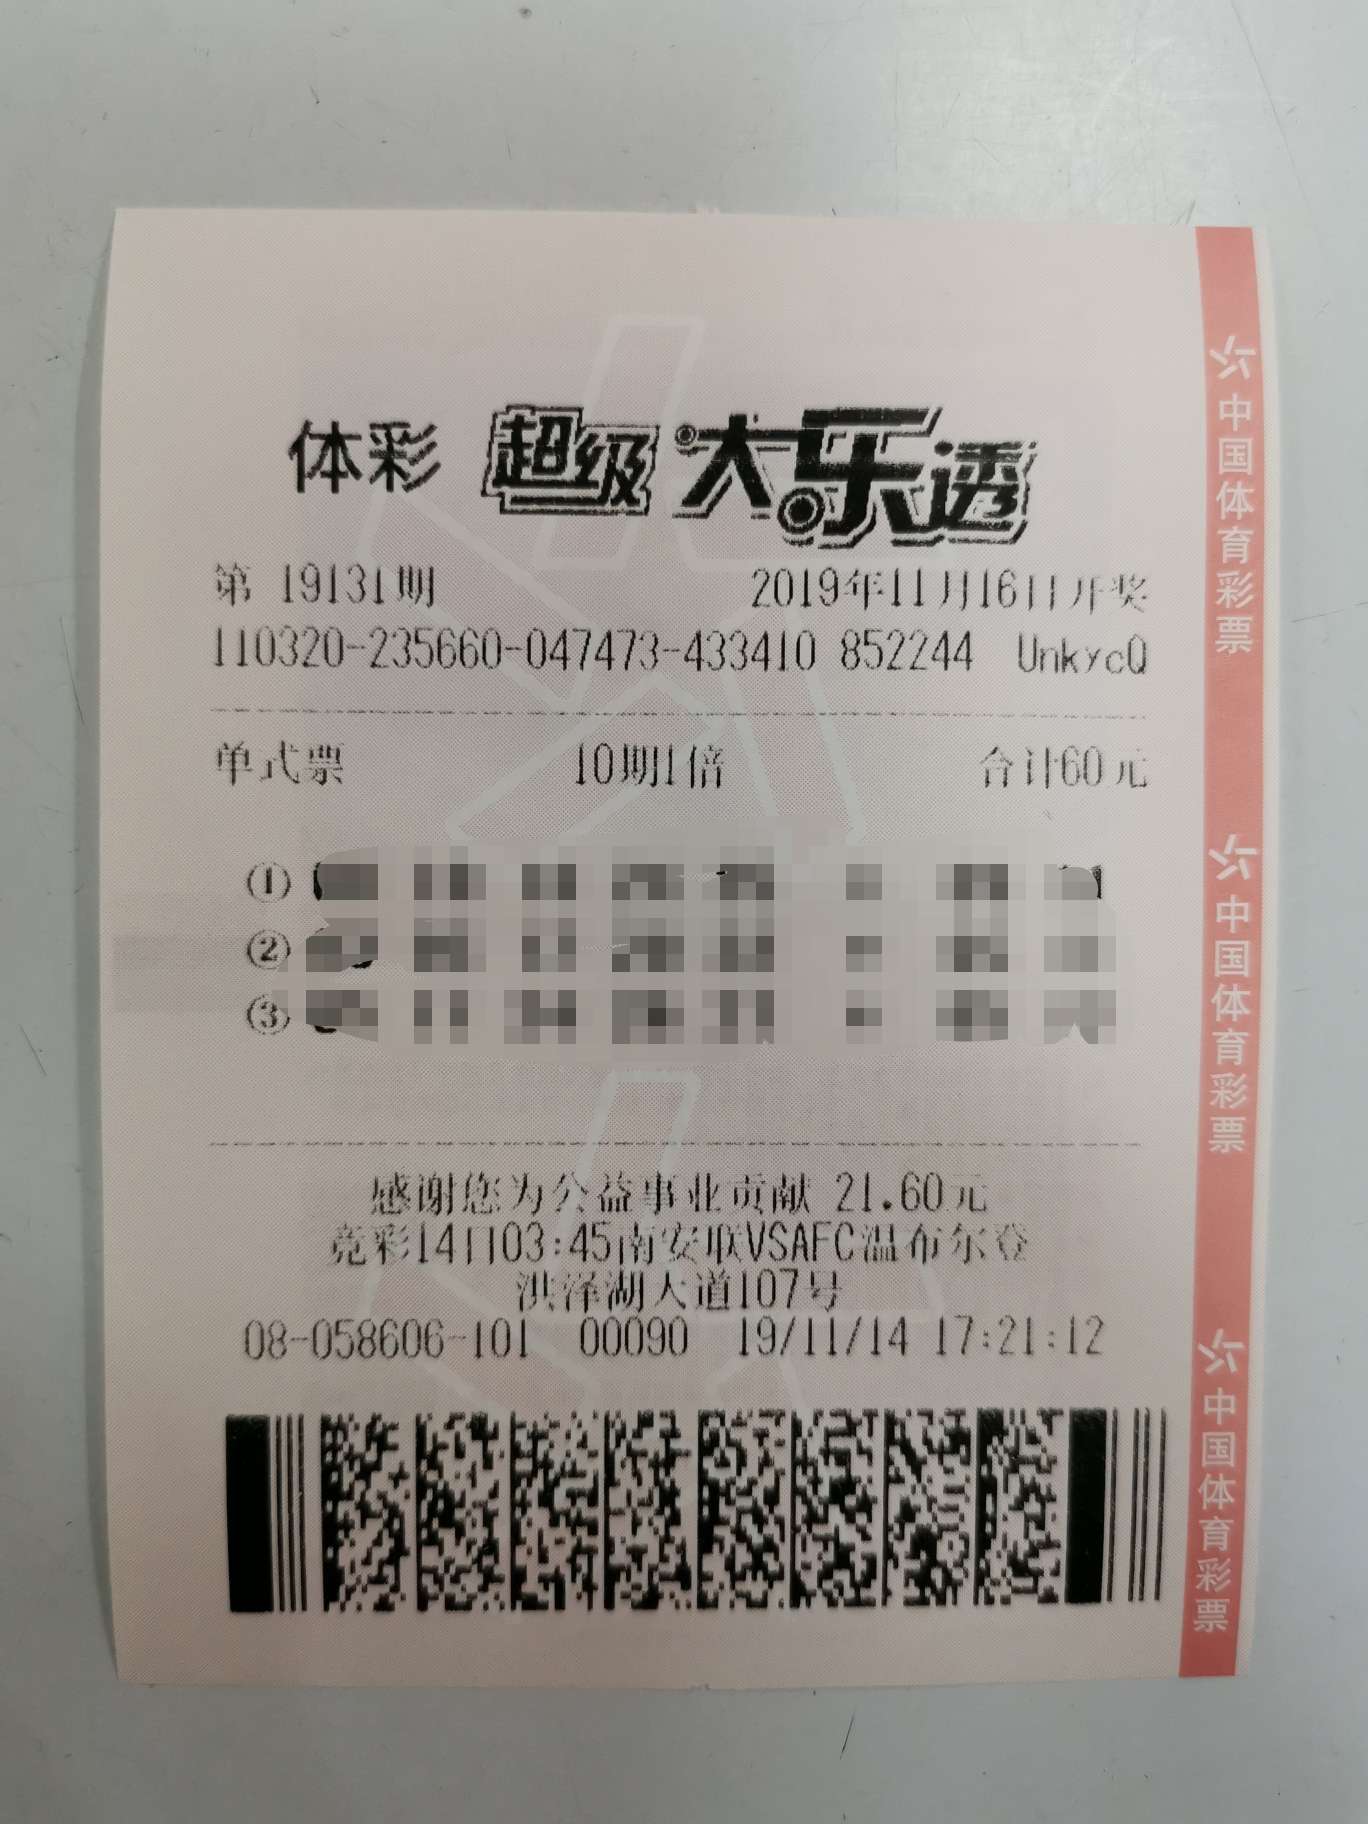 体彩 超级大乐透
第 19131期 2019年11月16日开奖
110320-235660-047473-433410 852244 UnkycQ
单式票 10期1倍 合计60元
①
②
③
感谢您为公益事业贡献 21.60元
竞彩14日03:45南安联VSAFC温布尔登
洪泽湖大道107号
08-058606-101 00090 19/11/14 17:21:12
中国体育彩票
中国体育彩票
中国体育彩票